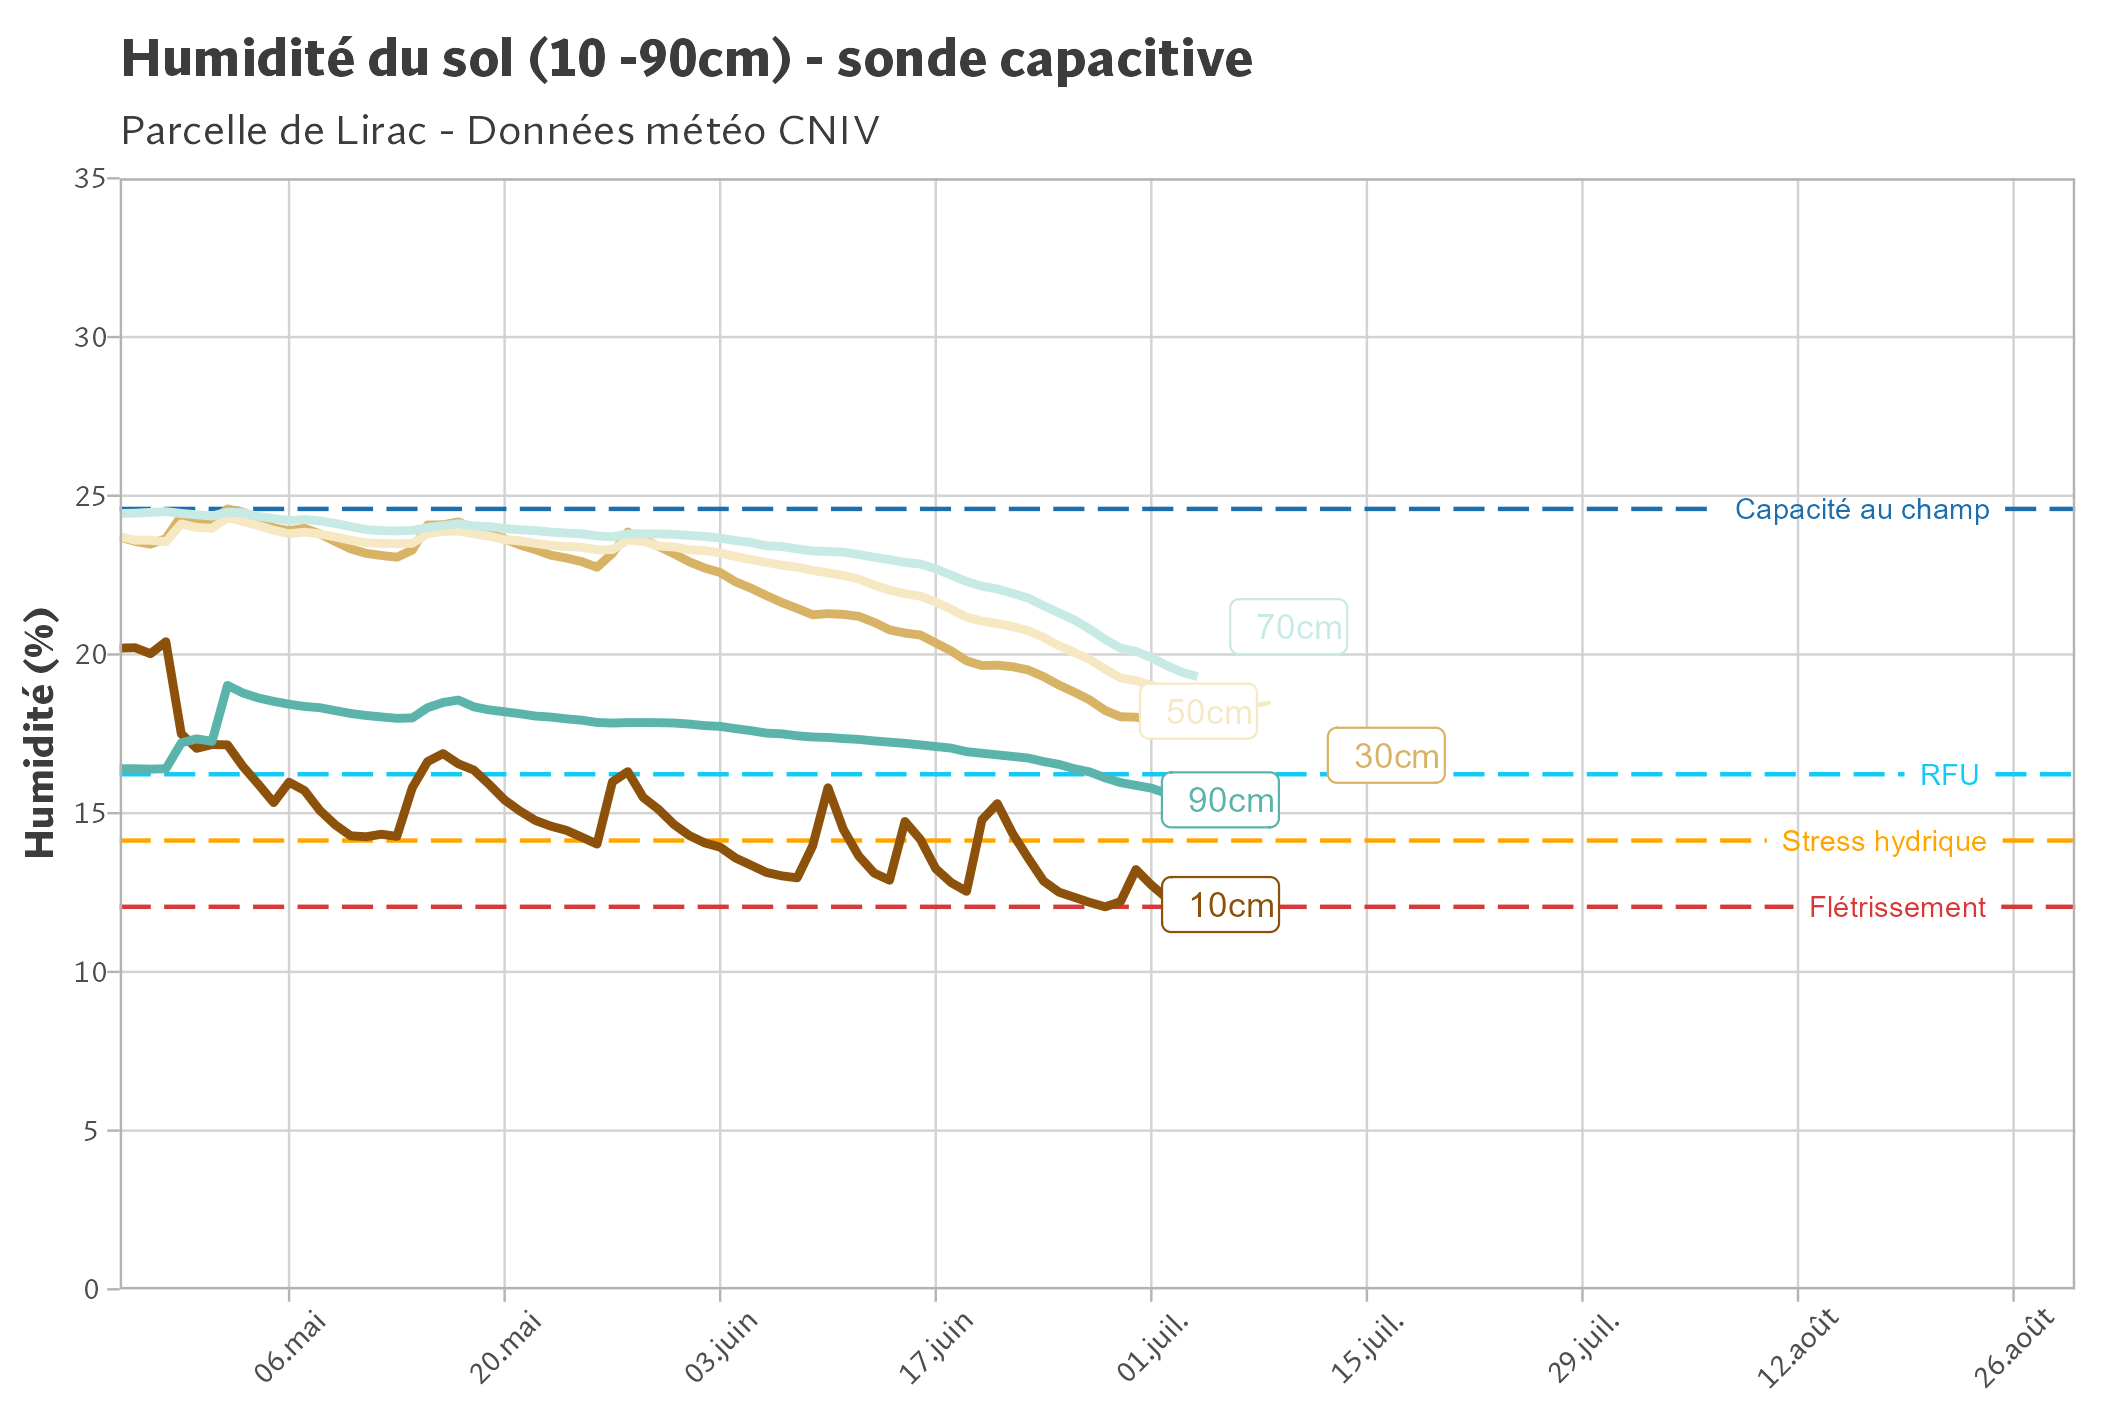 Humidité du sol (10 -90cm) - sonde capacitive
Parcelle de Lirac - Données météo CNIV
Humidité (%)
35
30
25
20
15
10
5
0
Capacité au champ
70cm
50cm
30cm
RFU
90cm
Stress hydrique
10cm
Flétrissement
06.mai
20.mai
03.juin
17.juin
01.juil.
15.juil.
29.juil.
12.août
26.août